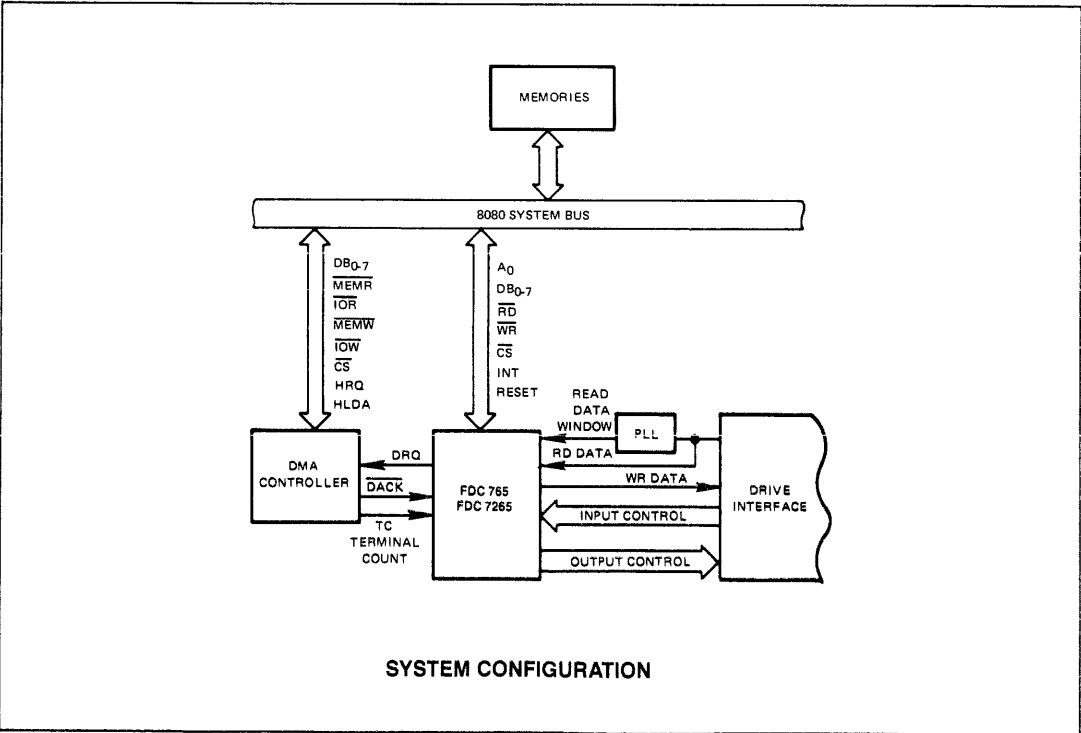 MEMORIES
8080 SYSTEM BUS
DB0-7
MEMR
IOR
MEMW
IOW
CS
HRQ
HLDA
A0
DB0-7
RD
WR
CS
INT
RESET
READ
DATA
WINDOW
PLL
DMA
CONTROLLER
DRQ
DACK
TC
TERMINAL
COUNT
FDC 765
FDC 7265
RD DATA
WR DATA
INPUT CONTROL
OUTPUT CONTROL
DRIVE
INTERFACE
SYSTEM CONFIGURATION